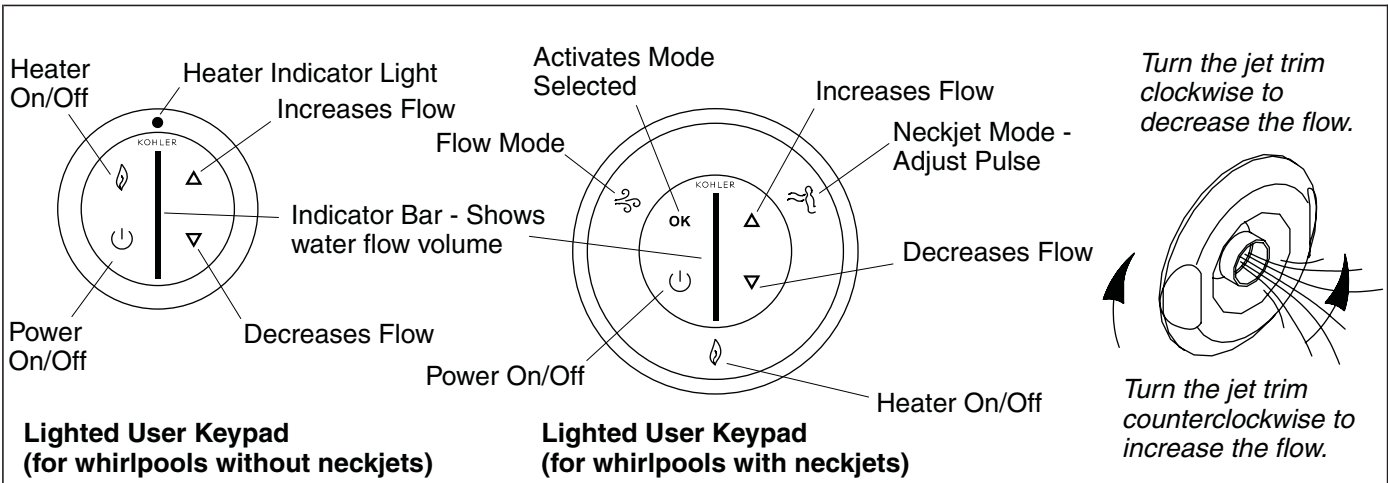 Heater
On/Off
Heater Indicator Light
Increases Flow
KOHLER
Indicator Bar - Shows
water flow volume
Power
On/Off
Decreases Flow
Lighted User Keypad
(for whirlpools without neckjets)
Activates Mode
Selected
Increases Flow
Flow Mode
Neckjet Mode -
Adjust Pulse
KOHLER
OK
Decreases Flow
Power On/Off
Heater On/Off
Lighted User Keypad
(for whirlpools with neckjets)
Turn the jet trim
clockwise to
decrease the flow.
Turn the jet trim
counterclockwise to
increase the flow.